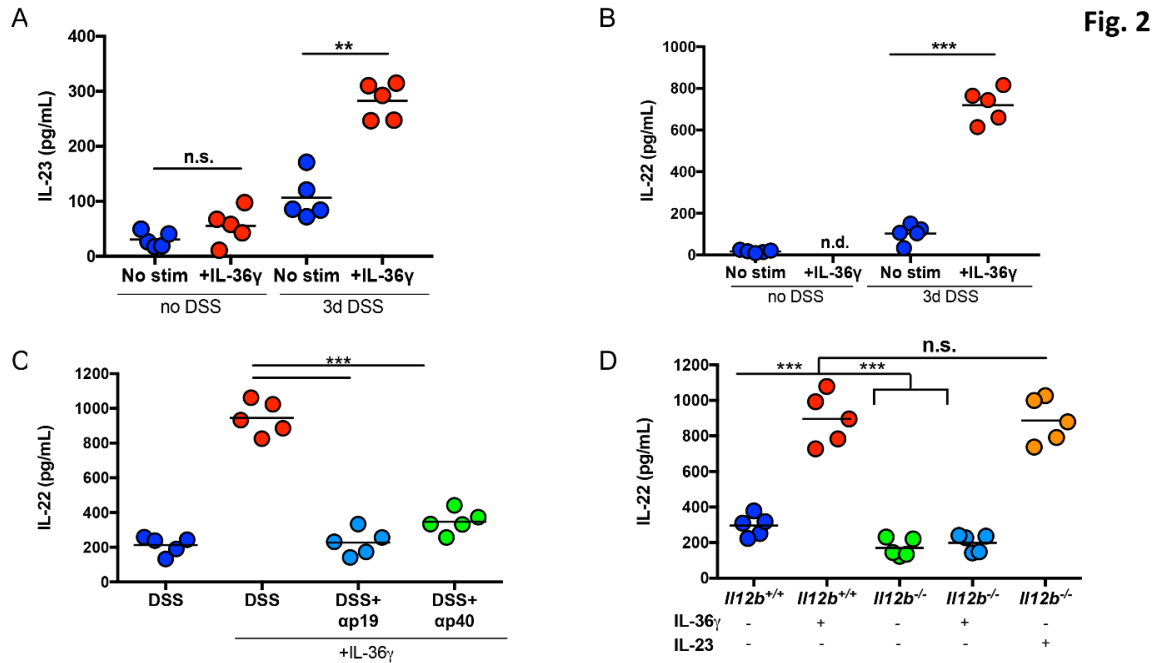 Fig. 2
A
IL-23 (pg/mL)
400
300
200
100
0
**
n.s.
No stim +IL-36γ No stim +IL-36γ
no DSS 3d DSS
B
IL-22 (pg/mL)
1000
800
600
400
200
0
***
n.d.
No stim +IL-36γ No stim +IL-36γ
no DSS 3d DSS
C
IL-22 (pg/mL)
1200
1000
800
600
400
200
0
***
DSS DSS DSS+ DSS+
αp19 αp40
+IL-36γ
D
IL-22 (pg/mL)
1200
1000
800
600
400
200
0
n.s.
*** ***
Il12b+/+ Il12b+/+ Il12b-/- Il12b-/- Il12b-/-
IL-36γ - + - + -
IL-23 - - - - +